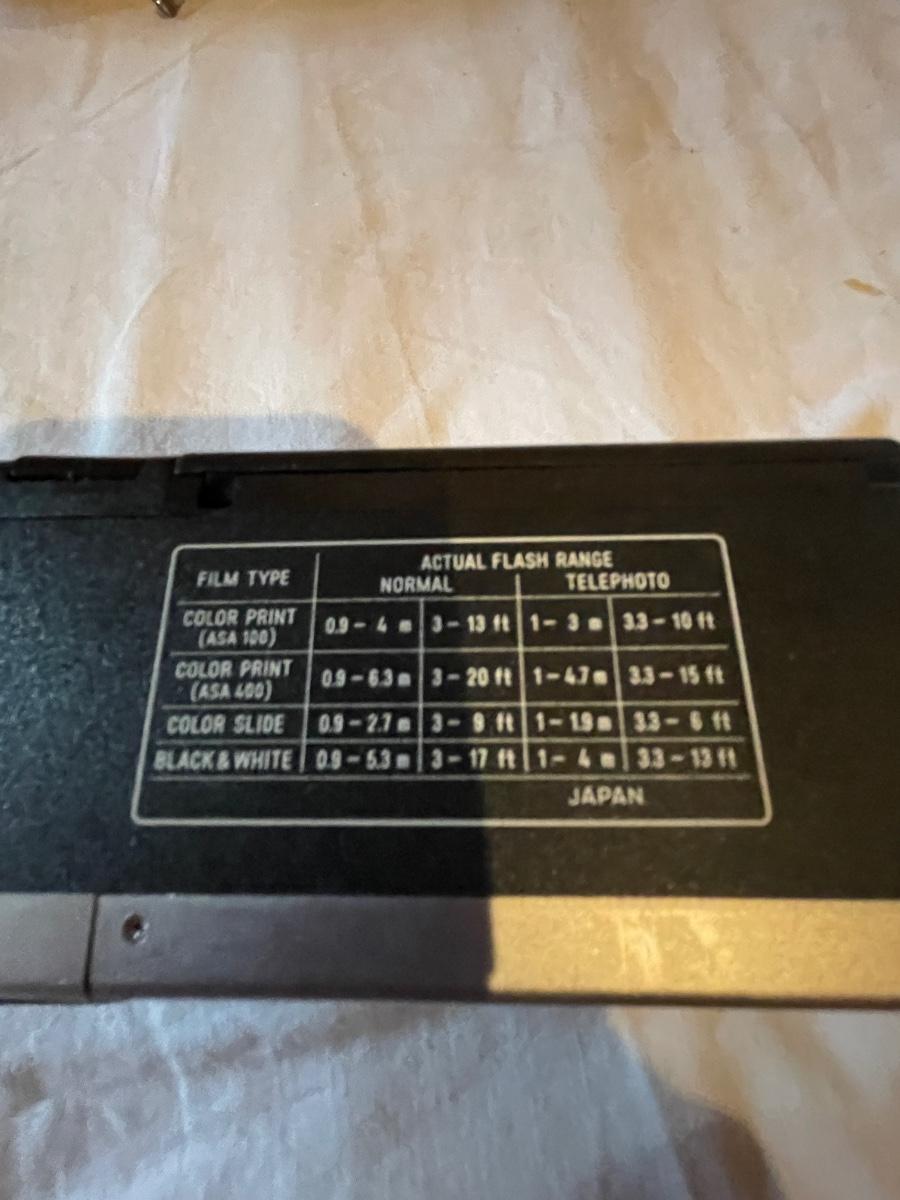 ACTUAL FLASH RANGE
FILM TYPE NORMAL TELEPHOTO
COLOR PRINT (ASA 100) 0.9 - 4 m 3 - 13 ft 1 - 3 m 3.3 - 10 ft
COLOR PRINT (ASA 400) 0.9 - 6.3 m 3 - 20 ft 1 - 4.7 m 3.3 - 15 ft
COLOR SLIDE 0.9 - 2.7 m 3 - 9 ft 1 - 1.9 m 3.3 - 6 ft
BLACK & WHITE 0.9 - 5.3 m 3 - 17 ft 1 - 4 m 3.3 - 13 ft
JAPAN